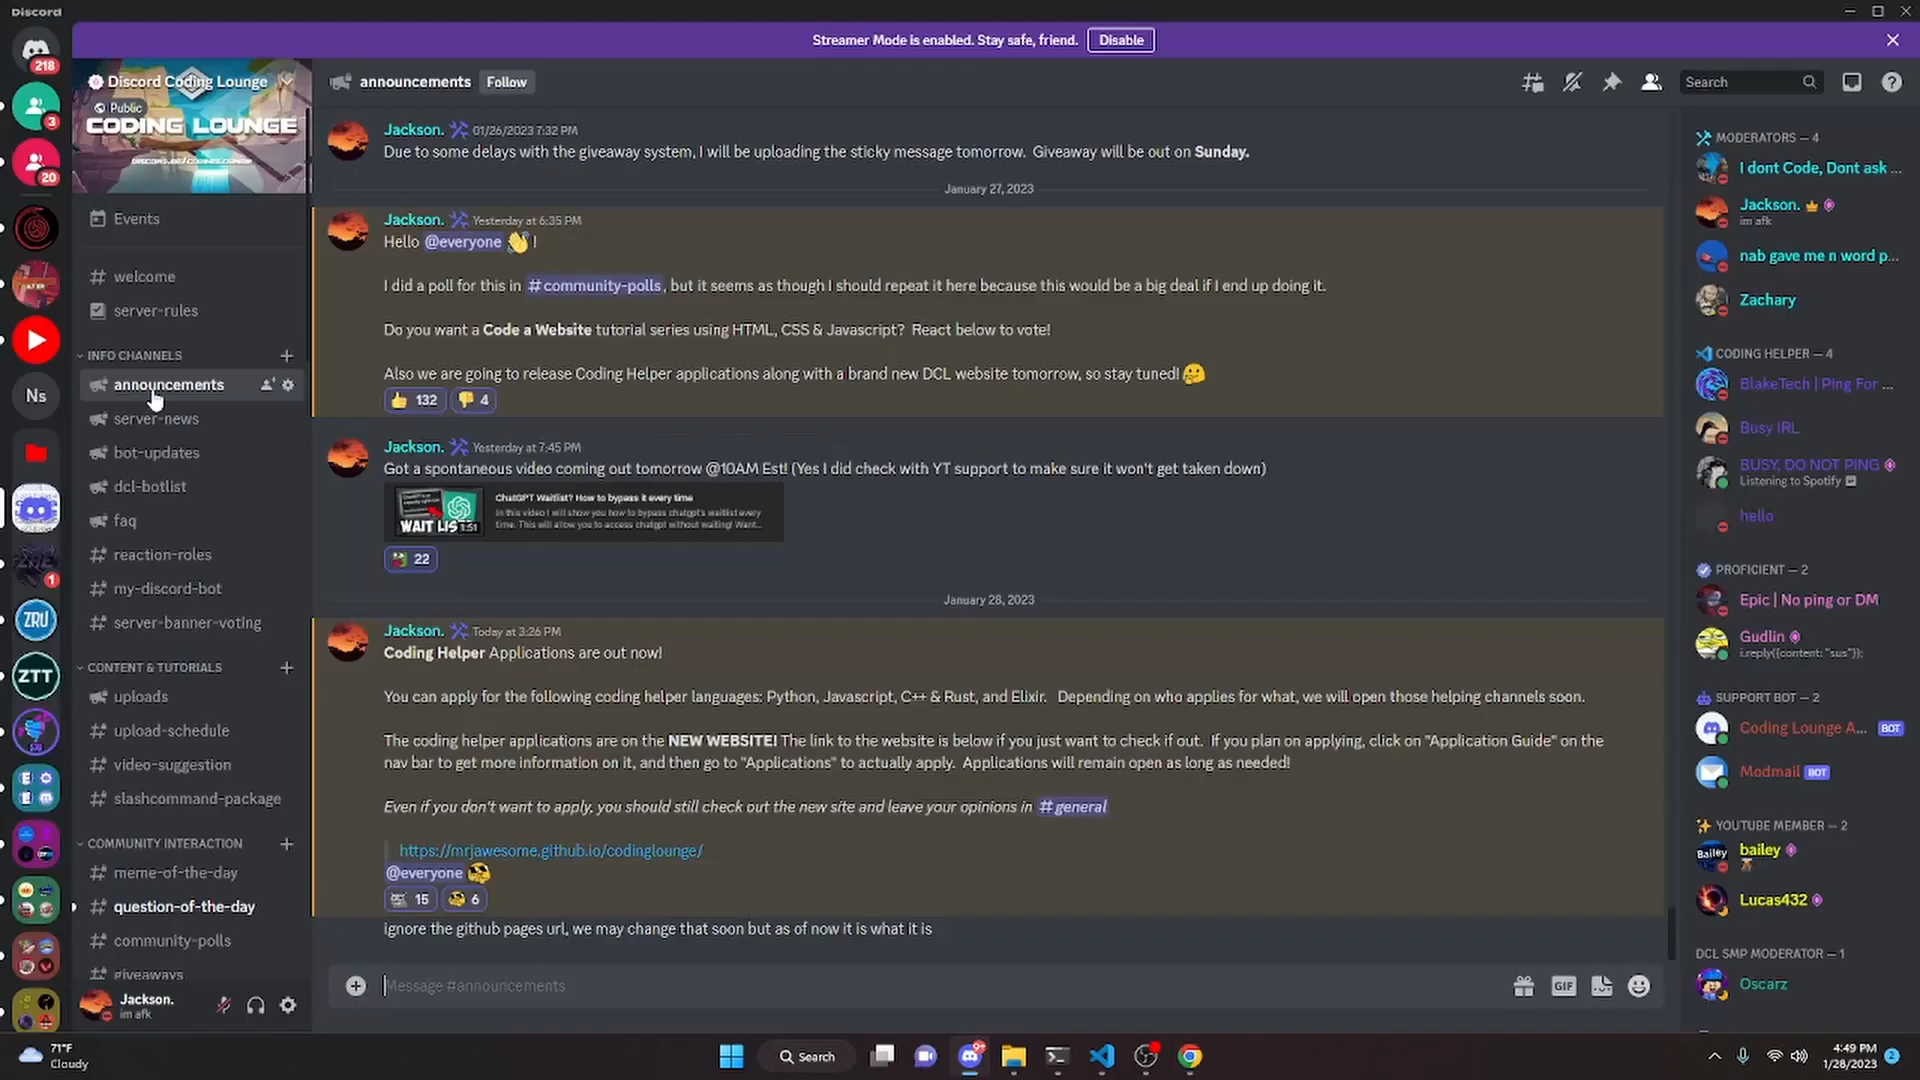 Discord
Streamer Mode is enabled. Stay safe, friend.
Disable
218
3
20
Ns
1
ZRU
ZTT
Discord Coding Lounge
Public
CODING LOUNGE
DISCORD.GG/CODINGLOUNGE
Events
welcome
server-rules
INFO CHANNELS
announcements
server-news
bot-updates
dcl-botlist
faq
reaction-roles
my-discord-bot
server-banner-voting
CONTENT & TUTORIALS
uploads
upload-schedule
video-suggestion
slashcommand-package
COMMUNITY INTERACTION
meme-of-the-day
question-of-the-day
community-polls
giveaways
Jackson.
im afk
announcements
Follow
Search
Jackson. 01/26/2023 7:32 PM
Due to some delays with the giveaway system, I will be uploading the sticky message tomorrow. Giveaway will be out on Sunday.
January 27, 2023
Jackson. Yesterday at 6:35 PM
Hello @everyone 👋 !
I did a poll for this in #community-polls, but it seems as though I should repeat it here because this would be a big deal if I end up doing it.
Do you want a Code a Website tutorial series using HTML, CSS & Javascript? React below to vote!
Also we are going to release Coding Helper applications along with a brand new DCL website tomorrow, so stay tuned!
132
4
Jackson. Yesterday at 7:45 PM
Got a spontaneous video coming out tomorrow @10AM Est! (Yes I did check with YT support to make sure it won't get taken down)
WAIT LIS
1:51
ChatGPT Waitlist? How to bypass it every time
In this video I will show you how to bypass chatgpt's waitlist every
time. This will allow you to access chatgpt without waiting! Want...
22
January 28, 2023
Jackson. Today at 3:26 PM
Coding Helper Applications are out now!
You can apply for the following coding helper languages: Python, Javascript, C++ & Rust, and Elixir. Depending on who applies for what, we will open those helping channels soon.
The coding helper applications are on the NEW WEBSITE! The link to the website is below if you just want to check if out. If you plan on applying, click on "Application Guide" on the
nav bar to get more information on it, and then go to "Applications" to actually apply. Applications will remain open as long as needed!
Even if you don't want to apply, you should still check out the new site and leave your opinions in #general
https://mrjawesome.github.io/codinglounge/
@everyone
15
6
ignore the github pages url, we may change that soon but as of now it is what it is
Message #announcements
GIF
MODERATORS — 4
I dont Code, Dont ask ...
Jackson.
im afk
nab gave me n word p...
Zachary
CODING HELPER — 4
BlakeTech | Ping For ...
Busy IRL
BUSY, DO NOT PING
Listening to Spotify
hello
PROFICIENT — 2
Epic | No ping or DM
Gudlin
i.reply({content: "sus"});
SUPPORT BOT — 2
Coding Lounge A... BOT
Modmail BOT
YOUTUBE MEMBER — 2
Bailey
bailey
Lucas432
DCL SMP MODERATOR — 1
Oscarz
71°F
Cloudy
Search
9+
4:49 PM
1/28/2023
2